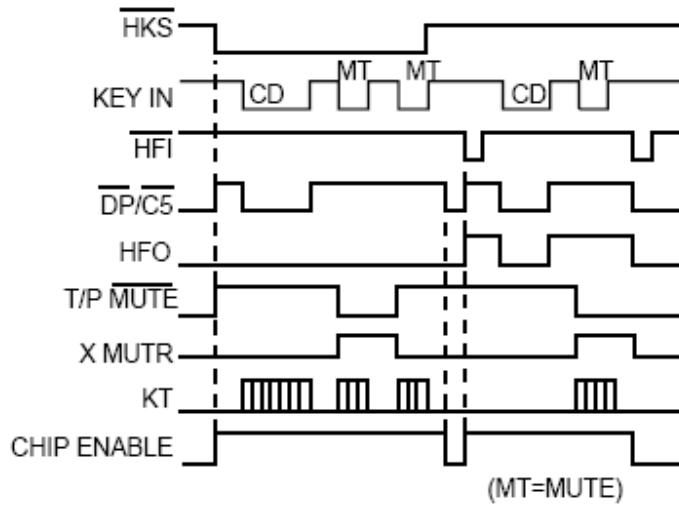 HKS
MT MT MT
KEY IN CD CD
HFI
DP/C5
HFO
T/P MUTE
X MUTR
KT
CHIP ENABLE
(MT=MUTE)